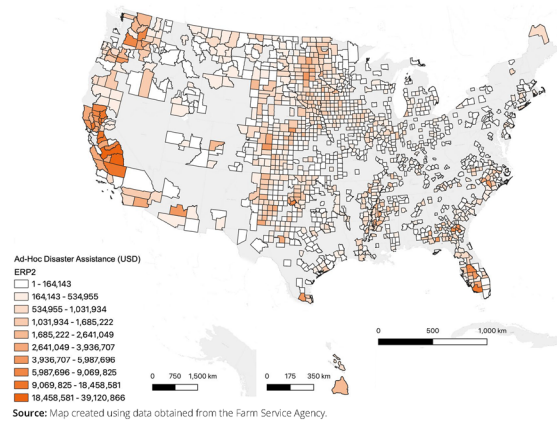 Ad-Hoc Disaster Assistance (USD)
ERP2
1 - 164,143
164,143 - 534,955
534,955 - 1,031,934
1,031,934 - 1,685,222
1,685,222 - 2,641,049
2,641,049 - 3,936,707
3,936,707 - 5,987,696
5,987,696 - 9,069,825
9,069,825 - 18,458,581
18,458,581 - 39,120,866
0 500 1,000 km
0 750 1,500 km
0 175 350 km
Source: Map created using data obtained from the Farm Service Agency.